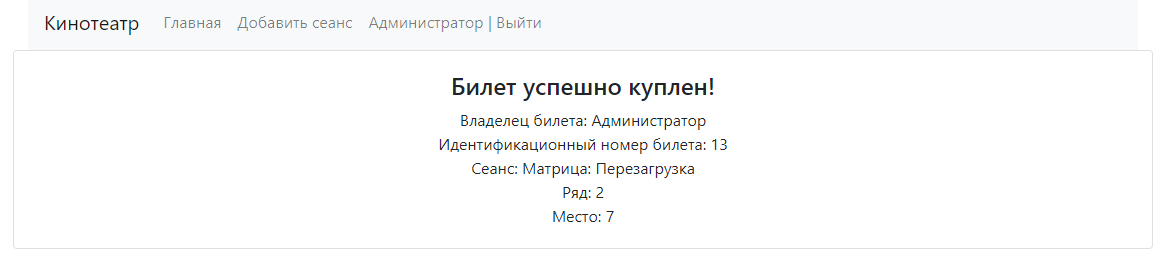 Кинотеатр Главная Добавить сеанс Администратор | Выйти
Билет успешно куплен!
Владелец билета: Администратор
Идентификационный номер билета: 13
Сеанс: Матрица: Перезагрузка
Ряд: 2
Место: 7